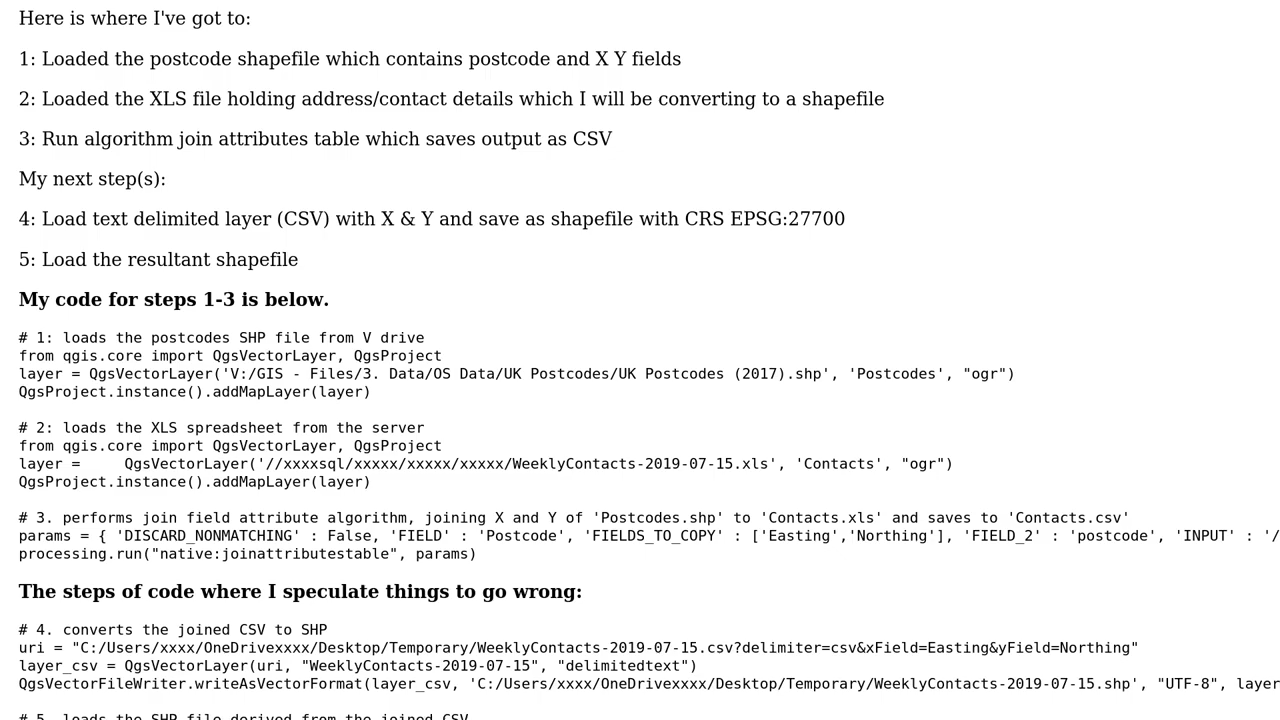 Here is where I've got to:
1: Loaded the postcode shapefile which contains postcode and X Y fields
2: Loaded the XLS file holding address/contact details which I will be converting to a shapefile
3: Run algorithm join attributes table which saves output as CSV
My next step(s):
4: Load text delimited layer (CSV) with X & Y and save as shapefile with CRS EPSG:27700
5: Load the resultant shapefile
My code for steps 1-3 is below.
# 1: loads the postcodes SHP file from V drive
from qgis.core import QgsVectorLayer, QgsProject
layer = QgsVectorLayer('V:/GIS - Files/3. Data/OS Data/UK Postcodes/UK Postcodes (2017).shp', 'Postcodes', "ogr")
QgsProject.instance().addMapLayer(layer)
# 2: loads the XLS spreadsheet from the server
from qgis.core import QgsVectorLayer, QgsProject
layer =     QgsVectorLayer('//xxxxsql/xxxxx/xxxxx/xxxxx/WeeklyContacts-2019-07-15.xls', 'Contacts', "ogr")
QgsProject.instance().addMapLayer(layer)
# 3. performs join field attribute algorithm, joining X and Y of 'Postcodes.shp' to 'Contacts.xls' and saves to 'Contacts.csv'
params = { 'DISCARD_NONMATCHING' : False, 'FIELD' : 'Postcode', 'FIELDS_TO_COPY' : ['Easting','Northing'], 'FIELD_2' : 'postcode', 'INPUT' : '/
processing.run("native:joinattributestable", params)
The steps of code where I speculate things to go wrong:
# 4. converts the joined CSV to SHP
uri = "C:/Users/xxxx/OneDrivexxxx/Desktop/Temporary/WeeklyContacts-2019-07-15.csv?delimiter=csv&xField=Easting&yField=Northing"
layer_csv = QgsVectorLayer(uri, "WeeklyContacts-2019-07-15", "delimitedtext")
QgsVectorFileWriter.writeAsVectorFormat(layer_csv, 'C:/Users/xxxx/OneDrivexxxx/Desktop/Temporary/WeeklyContacts-2019-07-15.shp', "UTF-8", layer
# 5. loads the SHP file derived from the joined CSV